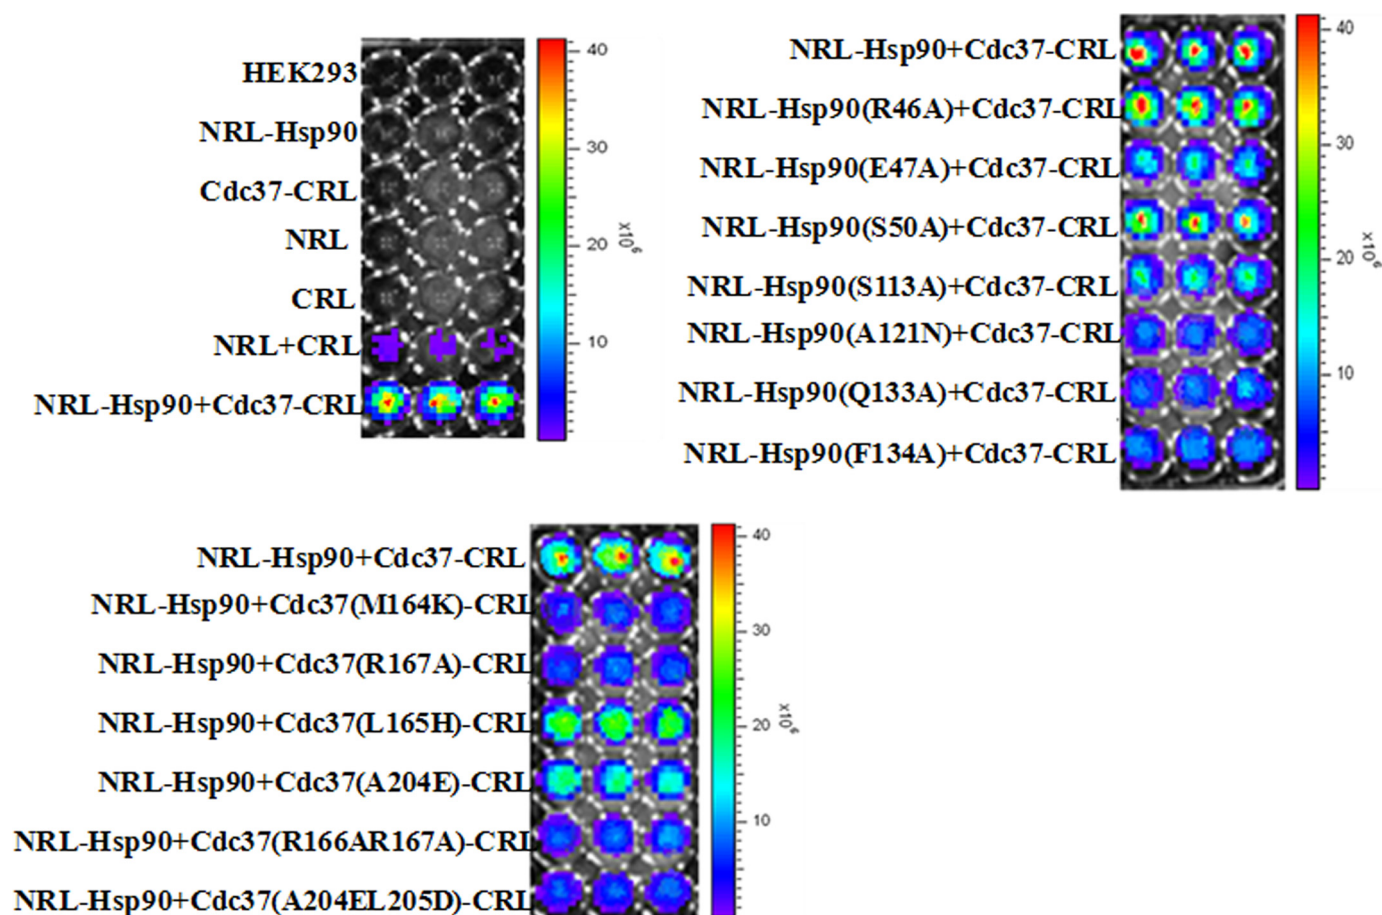 HEK293
NRL-Hsp90
Cdc37-CRL
NRL
CRL
NRL+CRL
NRL-Hsp90+Cdc37-CRL
40
30
20
10
x10⁶
NRL-Hsp90+Cdc37-CRL
NRL-Hsp90(R46A)+Cdc37-CRL
NRL-Hsp90(E47A)+Cdc37-CRL
NRL-Hsp90(S50A)+Cdc37-CRL
NRL-Hsp90(S113A)+Cdc37-CRL
NRL-Hsp90(A121N)+Cdc37-CRL
NRL-Hsp90(Q133A)+Cdc37-CRL
NRL-Hsp90(F134A)+Cdc37-CRL
40
30
20
10
x10⁶
NRL-Hsp90+Cdc37-CRL
NRL-Hsp90+Cdc37(M164K)-CRL
NRL-Hsp90+Cdc37(R167A)-CRL
NRL-Hsp90+Cdc37(L165H)-CRL
NRL-Hsp90+Cdc37(A204E)-CRL
NRL-Hsp90+Cdc37(R166AR167A)-CRL
NRL-Hsp90+Cdc37(A204EL205D)-CRL
40
30
20
10
x10⁶